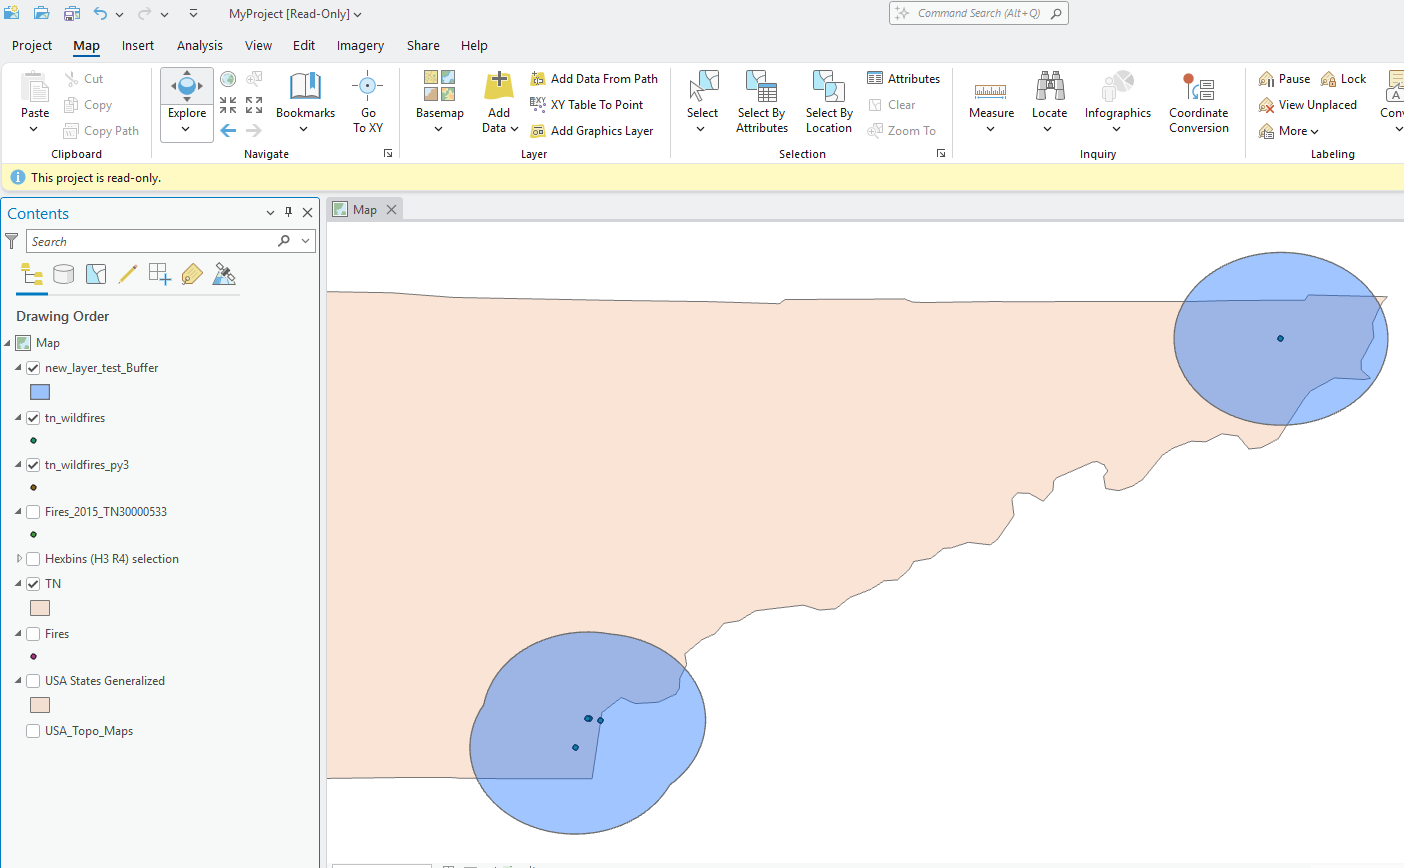 MyProject [Read-Only]
Command Search (Alt+Q)
Project Map Insert Analysis View Edit Imagery Share Help
Paste
Cut
Copy
Copy Path
Clipboard
Explore
Bookmarks
Go To XY
Navigate
Basemap
Add Data
Add Data From Path
XY Table To Point
Add Graphics Layer
Layer
Select
Select By Attributes
Select By Location
Attributes
Clear
Zoom To
Selection
Measure
Locate
Infographics
Coordinate Conversion
Inquiry
Pause
Lock
View Unplaced
More
Labeling
Conv
This project is read-only.
Contents
Search
Drawing Order
Map
new_layer_test_Buffer
tn_wildfires
tn_wildfires_py3
Fires_2015_TN30000533
Hexbins (H3 R4) selection
TN
Fires
USA States Generalized
USA_Topo_Maps
Map